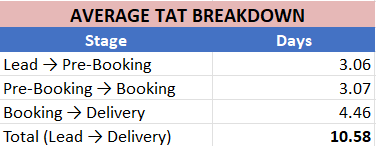 AVERAGE TAT BREAKDOWN
Stage Days
Lead → Pre-Booking 3.06
Pre-Booking → Booking 3.07
Booking → Delivery 4.46
Total (Lead → Delivery) 10.58